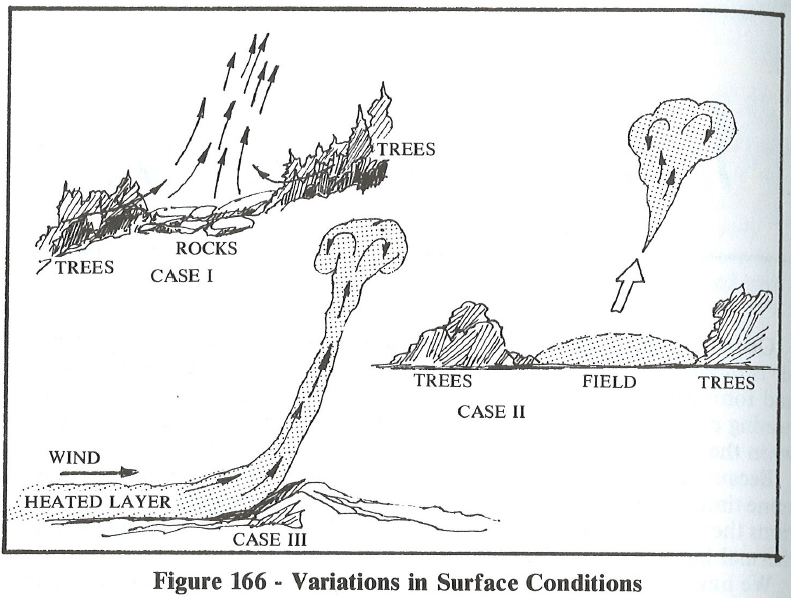 TREES
ROCKS
TREES
CASE I
TREES
FIELD
TREES
CASE II
WIND
HEATED LAYER
CASE III
Figure 166 - Variations in Surface Conditions